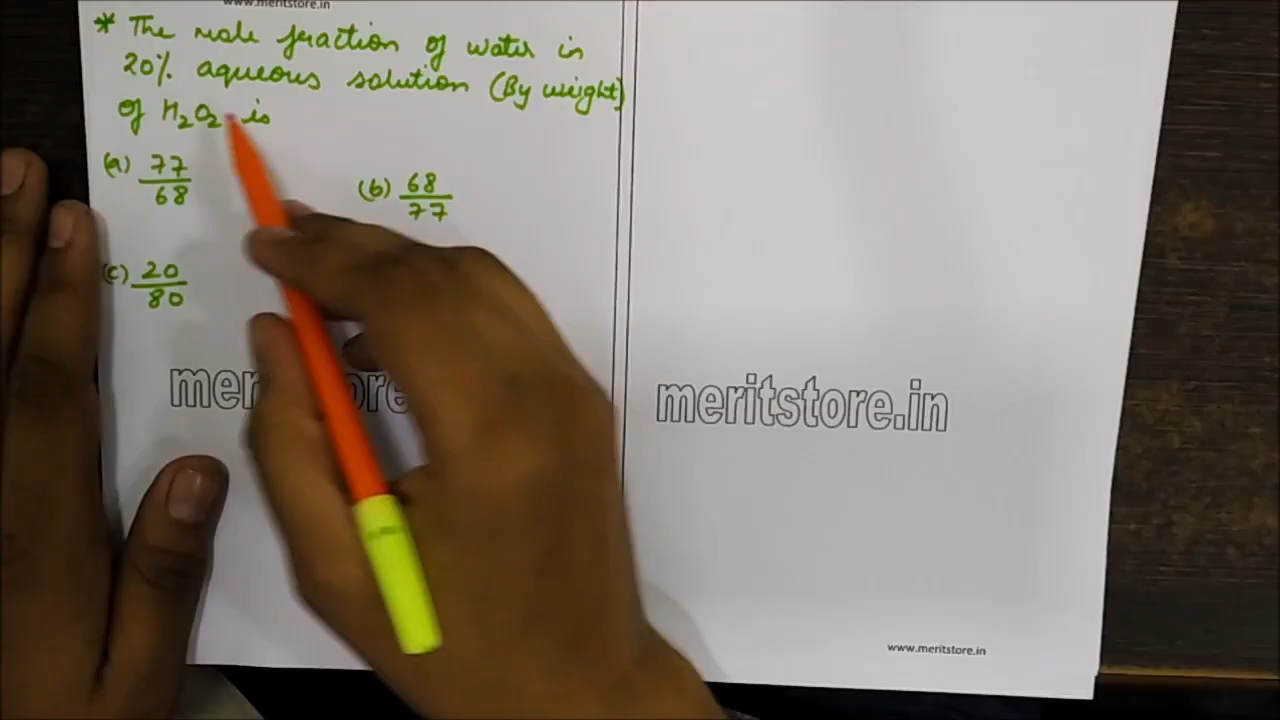 www.meritstore.in
* The mole fraction of water in
20% aqueous solution (By weight)
of H₂O₂ is
(a) 77/68
(b) 68/77
(c) 20/80
meritstore.in
www.meritstore.in